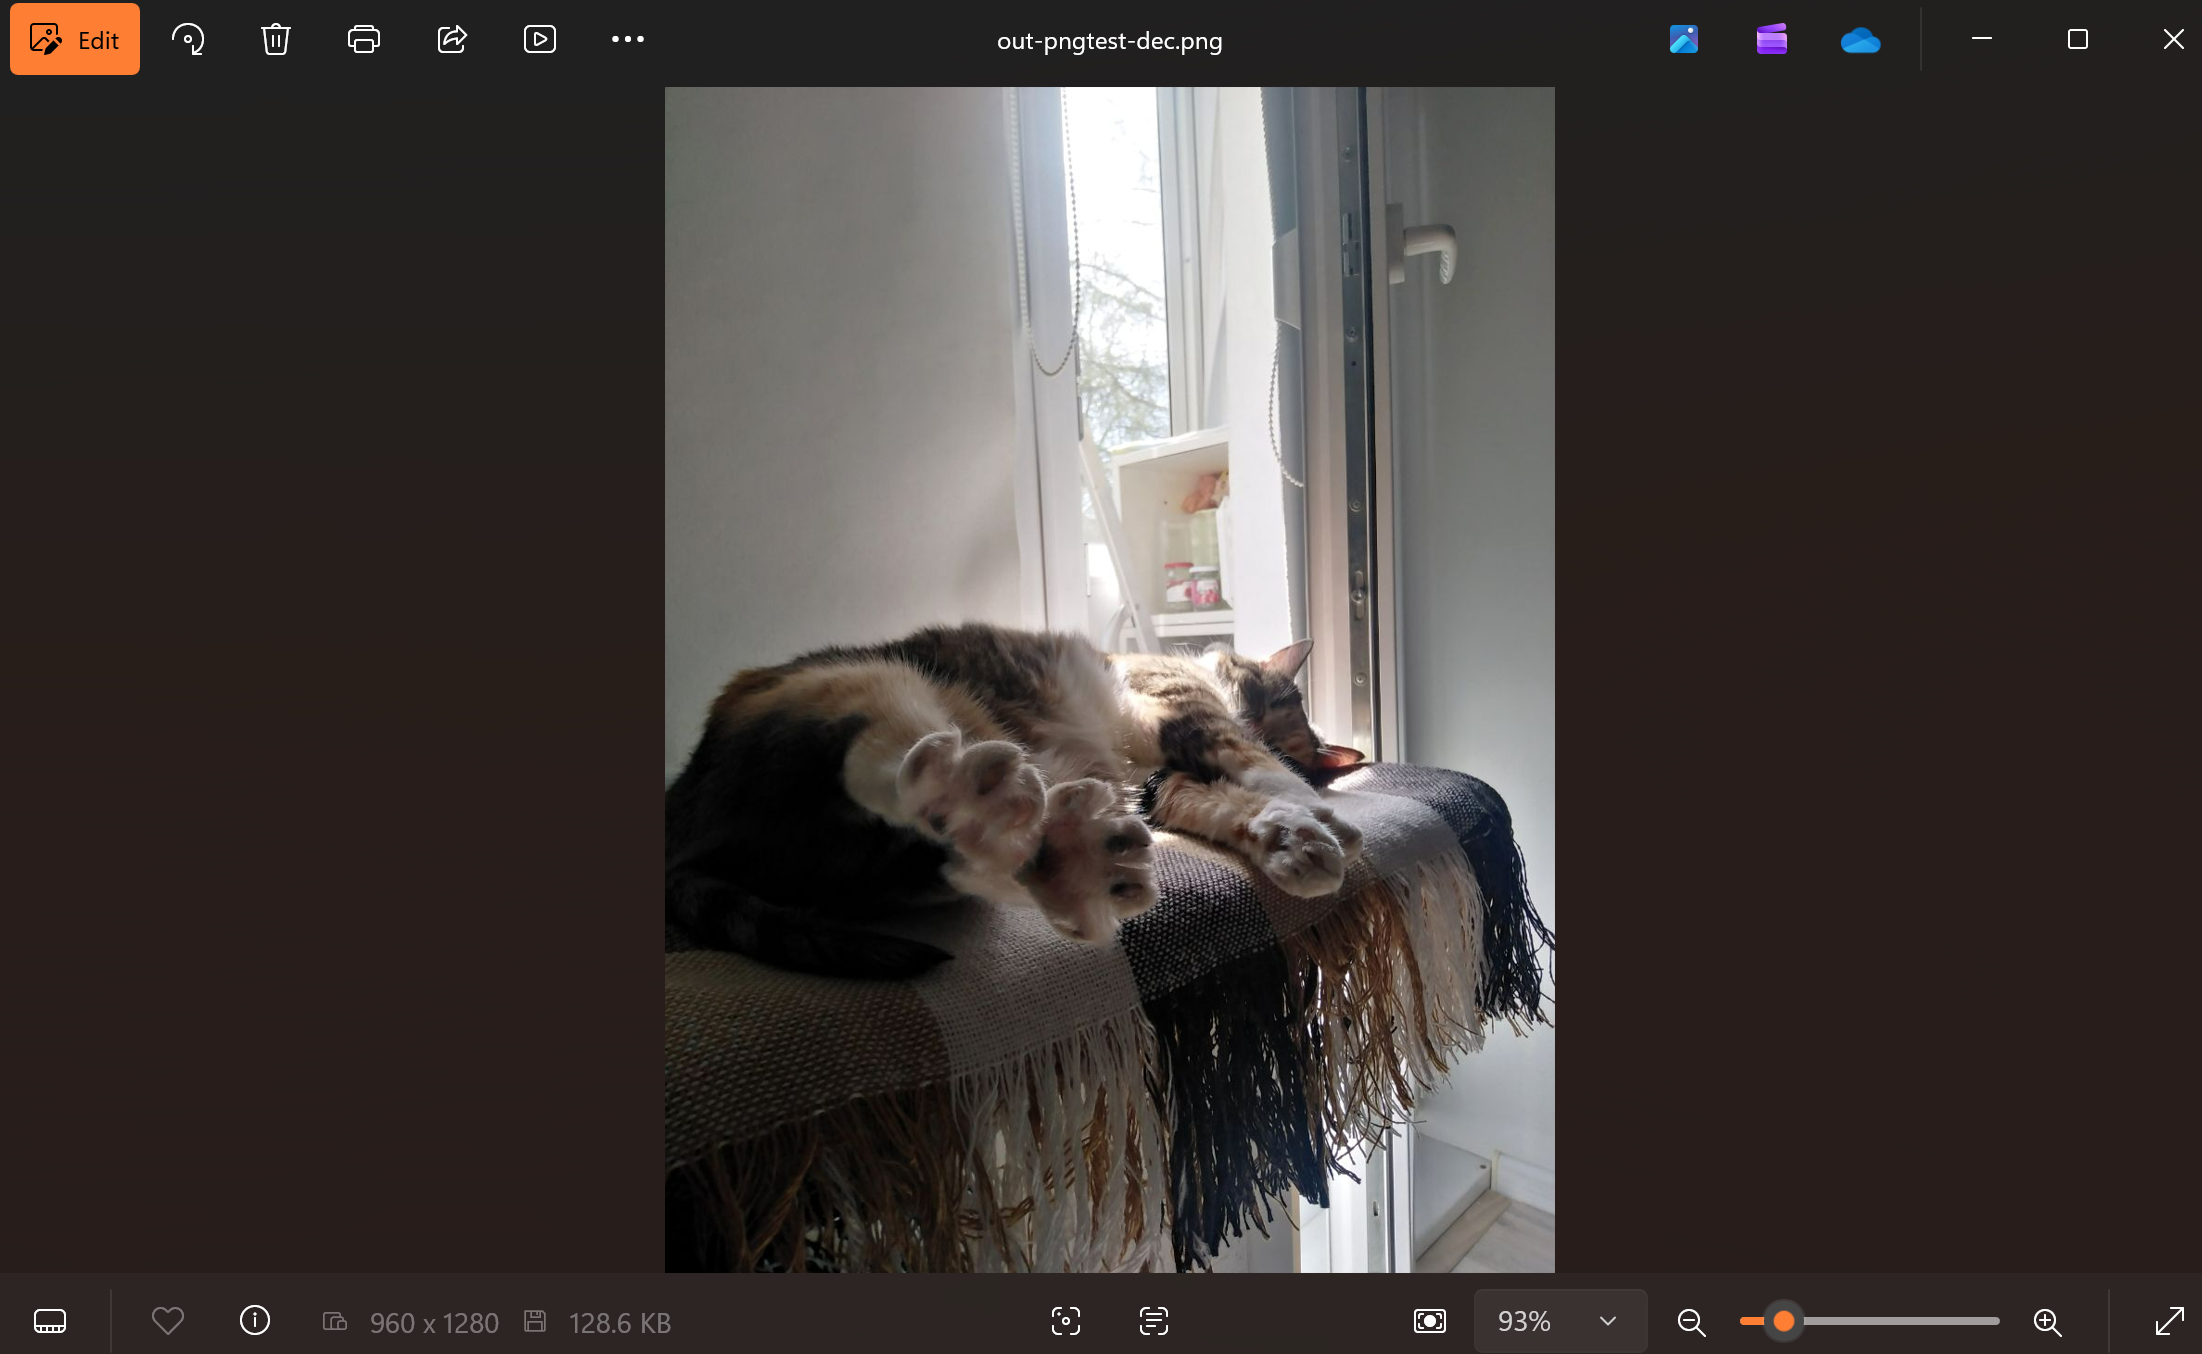 Edit
out-pngtest-dec.png
960 x 1280
128.6 KB
93%